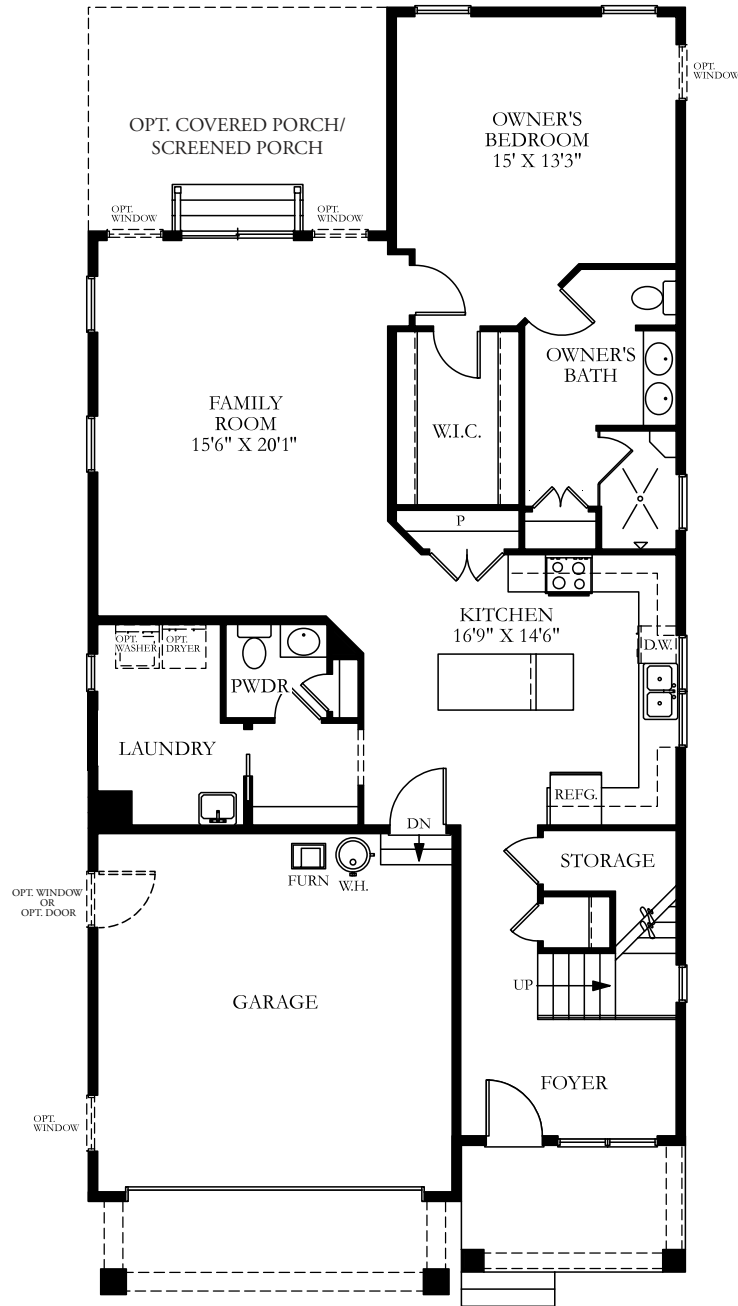 OPT.
WINDOW
OWNER'S
BEDROOM
15' X 13'3"
OPT. COVERED PORCH/
SCREENED PORCH
OPT.
WINDOW
OPT.
WINDOW
OWNER'S
BATH
FAMILY
ROOM
15'6" X 20'1"
W.I.C.
P
KITCHEN
16'9" X 14'6"
OPT.
WASHER
OPT.
DRYER
D.W.
PWDR
LAUNDRY
REFG.
DN
STORAGE
FURN
W.H.
OPT. WINDOW
OR
OPT. DOOR
UP
GARAGE
FOYER
OPT.
WINDOW